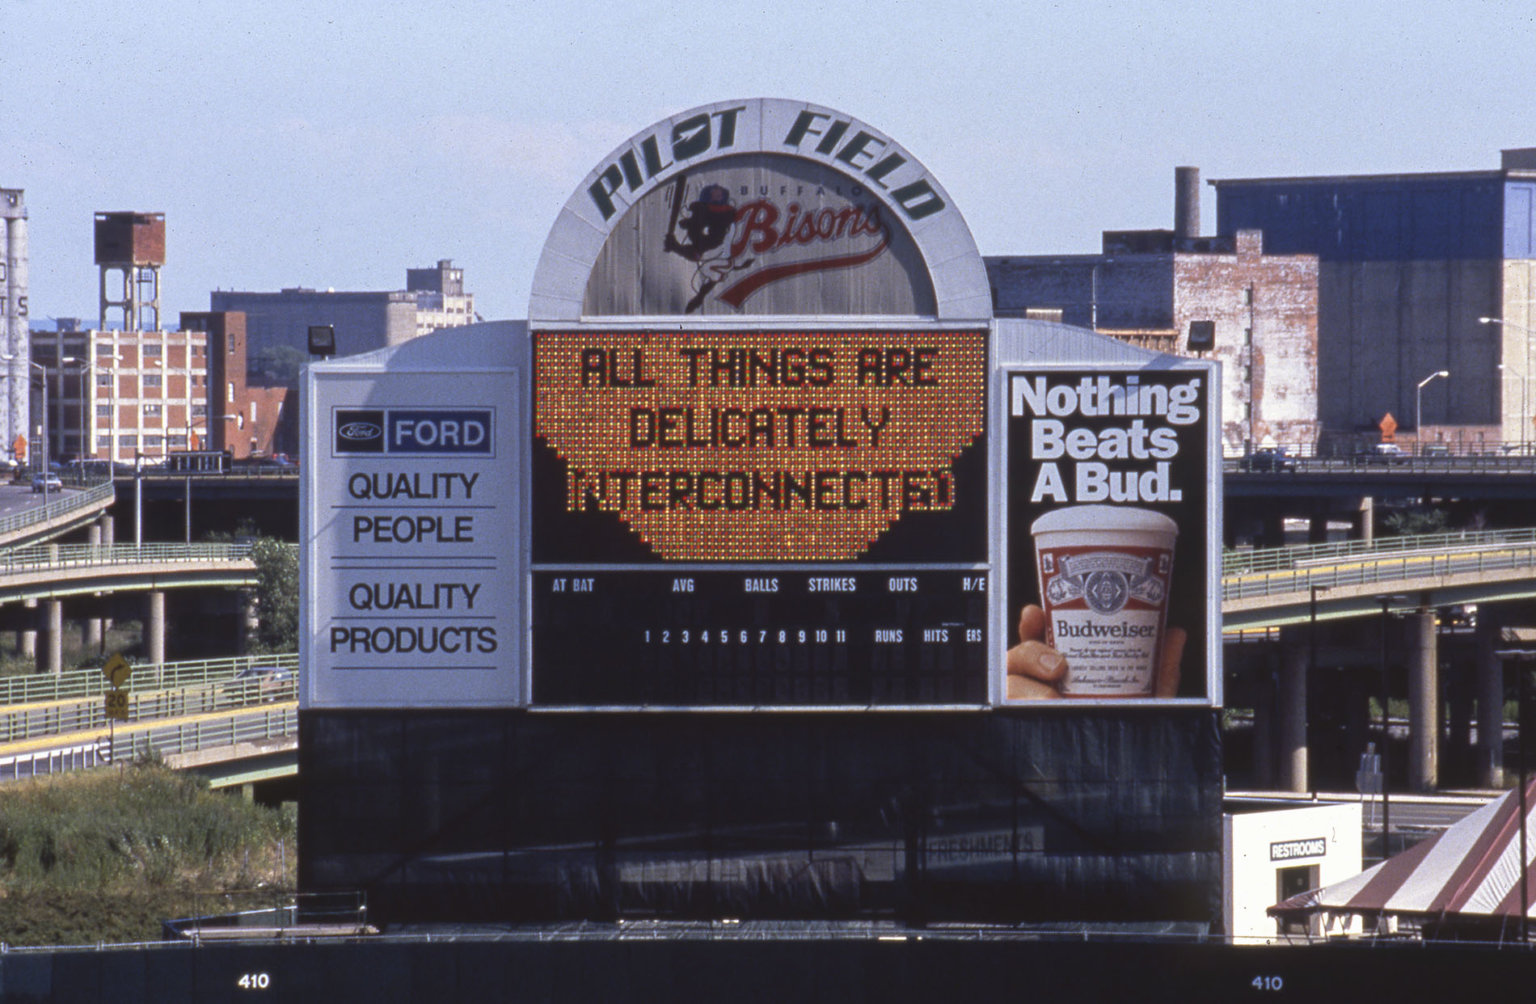 PILOT FIELD
BUFFALO
Bisons
ALL THINGS ARE
DELICATELY
INTERCONNECTED
Ford FORD
QUALITY
PEOPLE
QUALITY
PRODUCTS
Nothing
Beats
A Bud.
Budweiser
AT BAT AVG BALLS STRIKES OUTS H/E
1 2 3 4 5 6 7 8 9 10 11 RUNS HITS ERS
20
FRESHMENTS
RESTROOMS
410
410